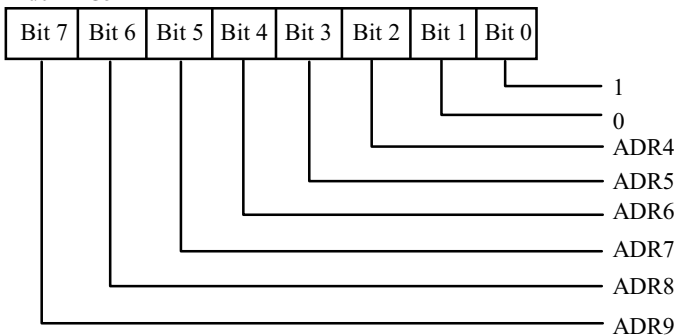 Bit 7 Bit 6 Bit 5 Bit 4 Bit 3 Bit 2 Bit 1 Bit 0
1
0
ADR4
ADR5
ADR6
ADR7
ADR8
ADR9